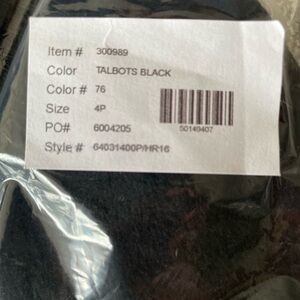 Item # 300989
Color TALBOTS BLACK
Color # 76
Size 4P
PO# 6004205
50149407
Style # 64031400P/HR16